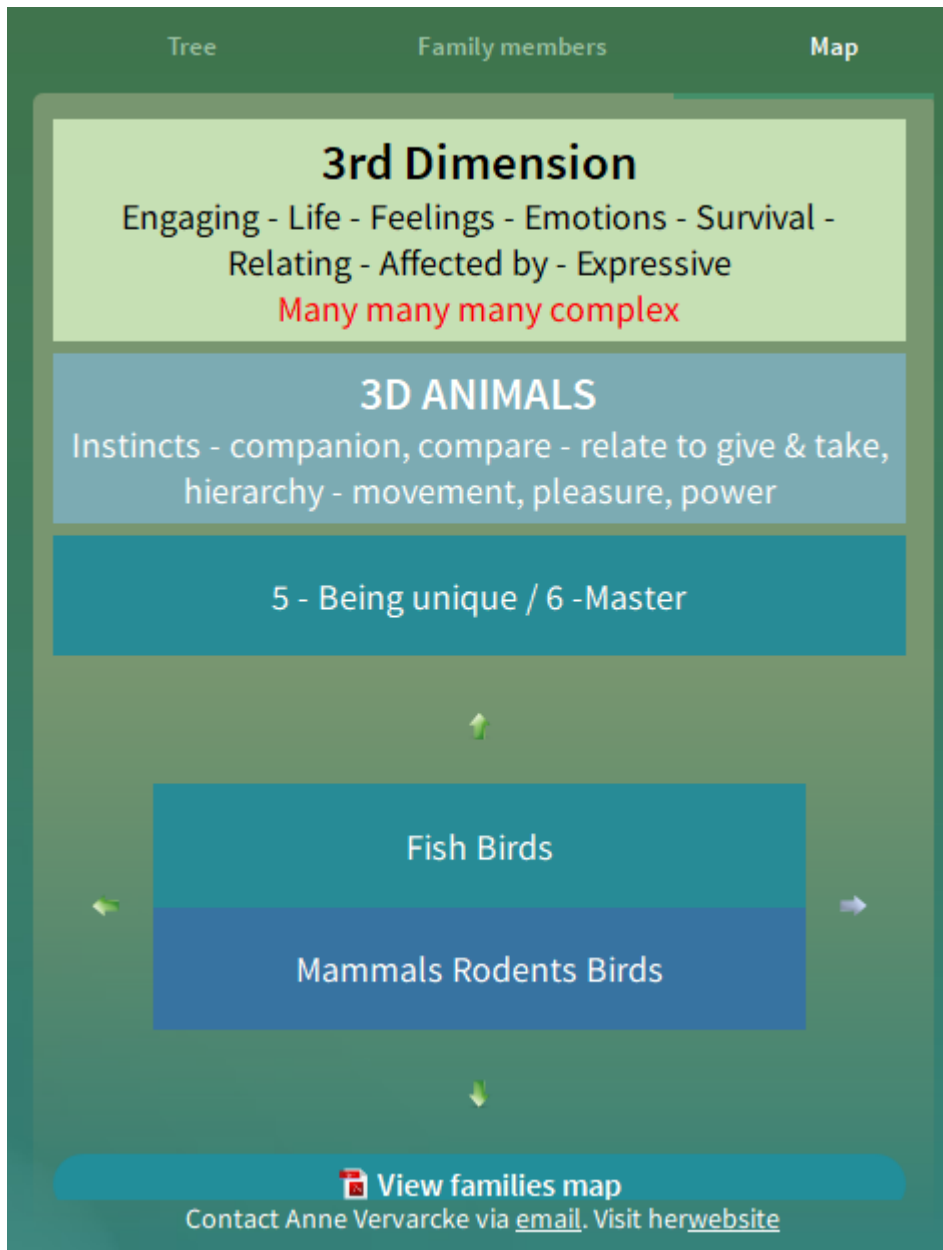 Tree Family members Map
3rd Dimension
Engaging - Life - Feelings - Emotions - Survival -
Relating - Affected by - Expressive
Many many many complex
3D ANIMALS
Instincts - companion, compare - relate to give & take,
hierarchy - movement, pleasure, power
5 - Being unique / 6 -Master
Fish Birds
Mammals Rodents Birds
View families map
Contact Anne Vervarcke via email. Visit herwebsite